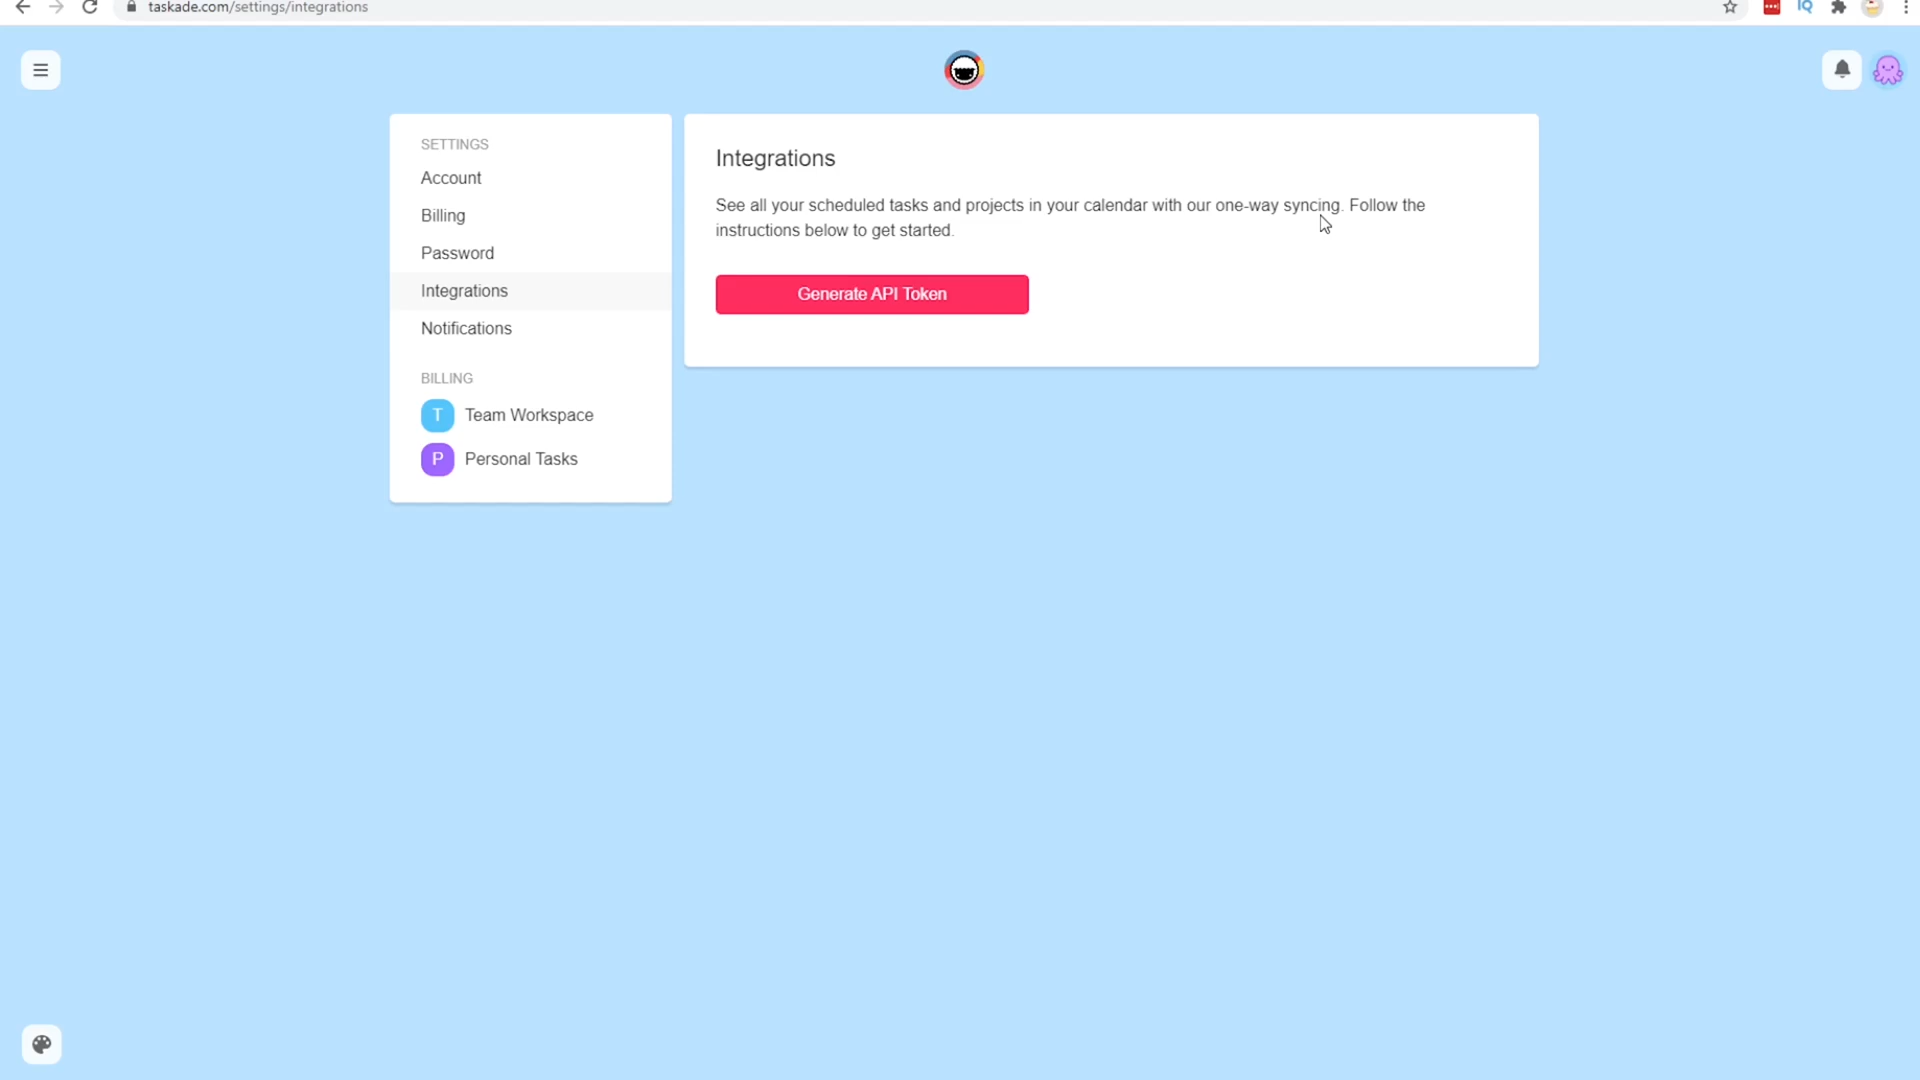 taskade.com/settings/integrations
IQ
SETTINGS
Account
Billing
Password
Integrations
Notifications
BILLING
T Team Workspace
P Personal Tasks
Integrations
See all your scheduled tasks and projects in your calendar with our one-way syncing. Follow the
instructions below to get started.
Generate API Token